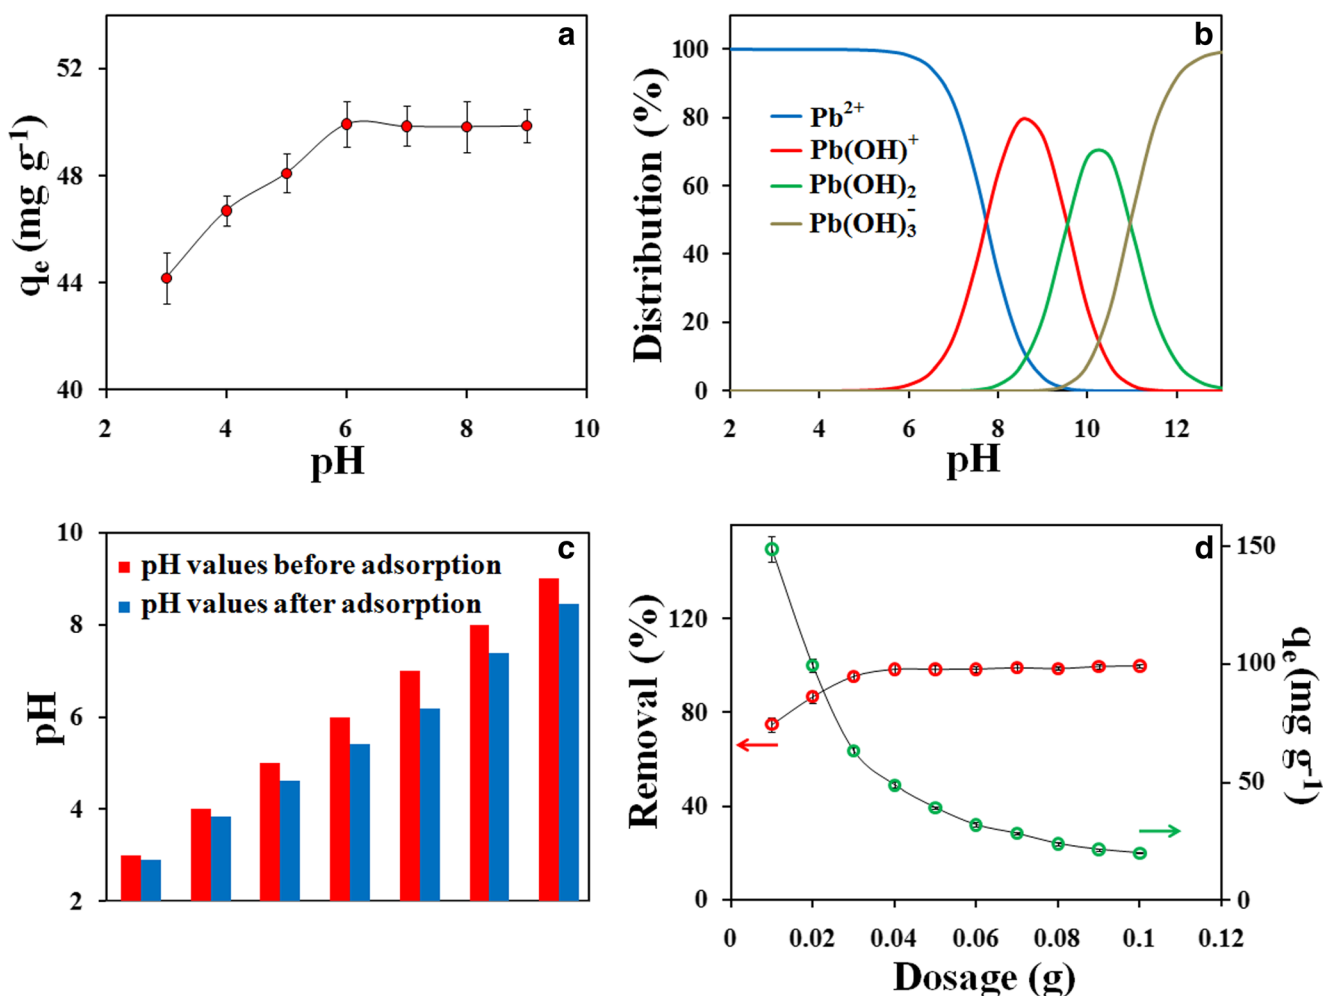 a
52
48
44
40
2 4 6 8 10
pH
qe (mg g-1)
b
100
80
60
40
20
0
Pb2+
Pb(OH)+
Pb(OH)2
Pb(OH)3-
2 4 6 8 10 12
pH
Distribution (%)
c
10
8
6
4
2
pH values before adsorption
pH values after adsorption
pH
d
120
80
40
0
150
100
50
0
0 0.02 0.04 0.06 0.08 0.1 0.12
Dosage (g)
Removal (%)
qe (mg g-1)